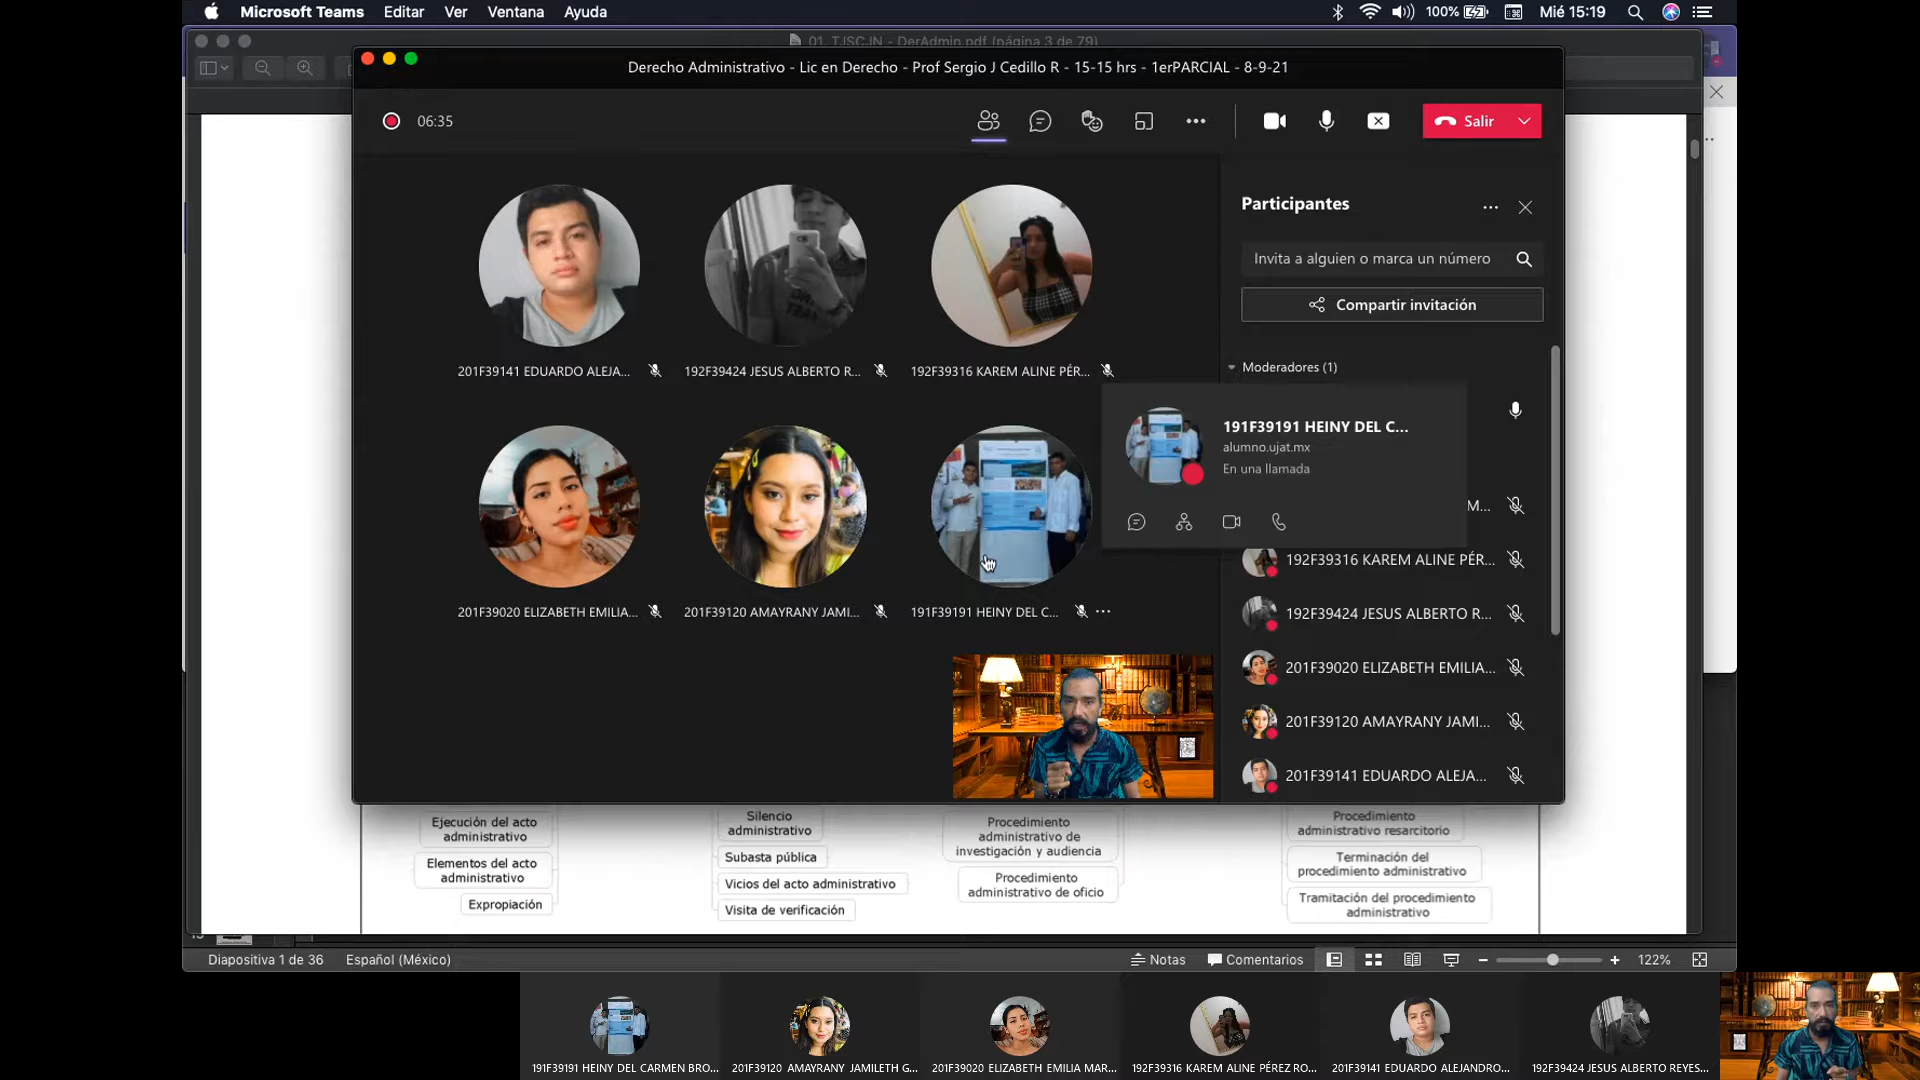 Microsoft Teams Editar Ver Ventana Ayuda
100% Mié 15:19
01. TJSCJN - DerAdmin.pdf (página 3 de 79)
Derecho Administrativo - Lic en Derecho - Prof Sergio J Cedillo R - 15-15 hrs - 1erPARCIAL - 8-9-21
06:35
Salir
Participantes
Invita a alguien o marca un número
Compartir invitación
Moderadores (1)
201F39141 EDUARDO ALEJA...
192F39424 JESUS ALBERTO R...
192F39316 KAREM ALINE PÉR...
191F39191 HEINY DEL C...
alumno.ujat.mx
En una llamada
M...
192F39316 KAREM ALINE PÉR...
201F39020 ELIZABETH EMILIA...
201F39120 AMAYRANY JAMI...
191F39191 HEINY DEL C...
192F39424 JESUS ALBERTO R...
201F39020 ELIZABETH EMILIA...
201F39120 AMAYRANY JAMI...
201F39141 EDUARDO ALEJA...
Ejecución del acto
administrativo
Elementos del acto
administrativo
Expropiación
Silencio
administrativo
Subasta pública
Vicios del acto administrativo
Visita de verificación
Procedimiento
administrativo de
investigación y audiencia
Procedimiento
administrativo de oficio
Procedimiento
administrativo resarcitorio
Terminación del
procedimiento administrativo
Tramitación del procedimiento
administrativo
Diapositiva 1 de 36 Español (México)
Notas Comentarios 122%
191F39191 HEINY DEL CARMEN BRO...
201F39120 AMAYRANY JAMILETH G...
201F39020 ELIZABETH EMILIA MAR...
192F39316 KAREM ALINE PÉREZ RO...
201F39141 EDUARDO ALEJANDRO...
192F39424 JESUS ALBERTO REYES...